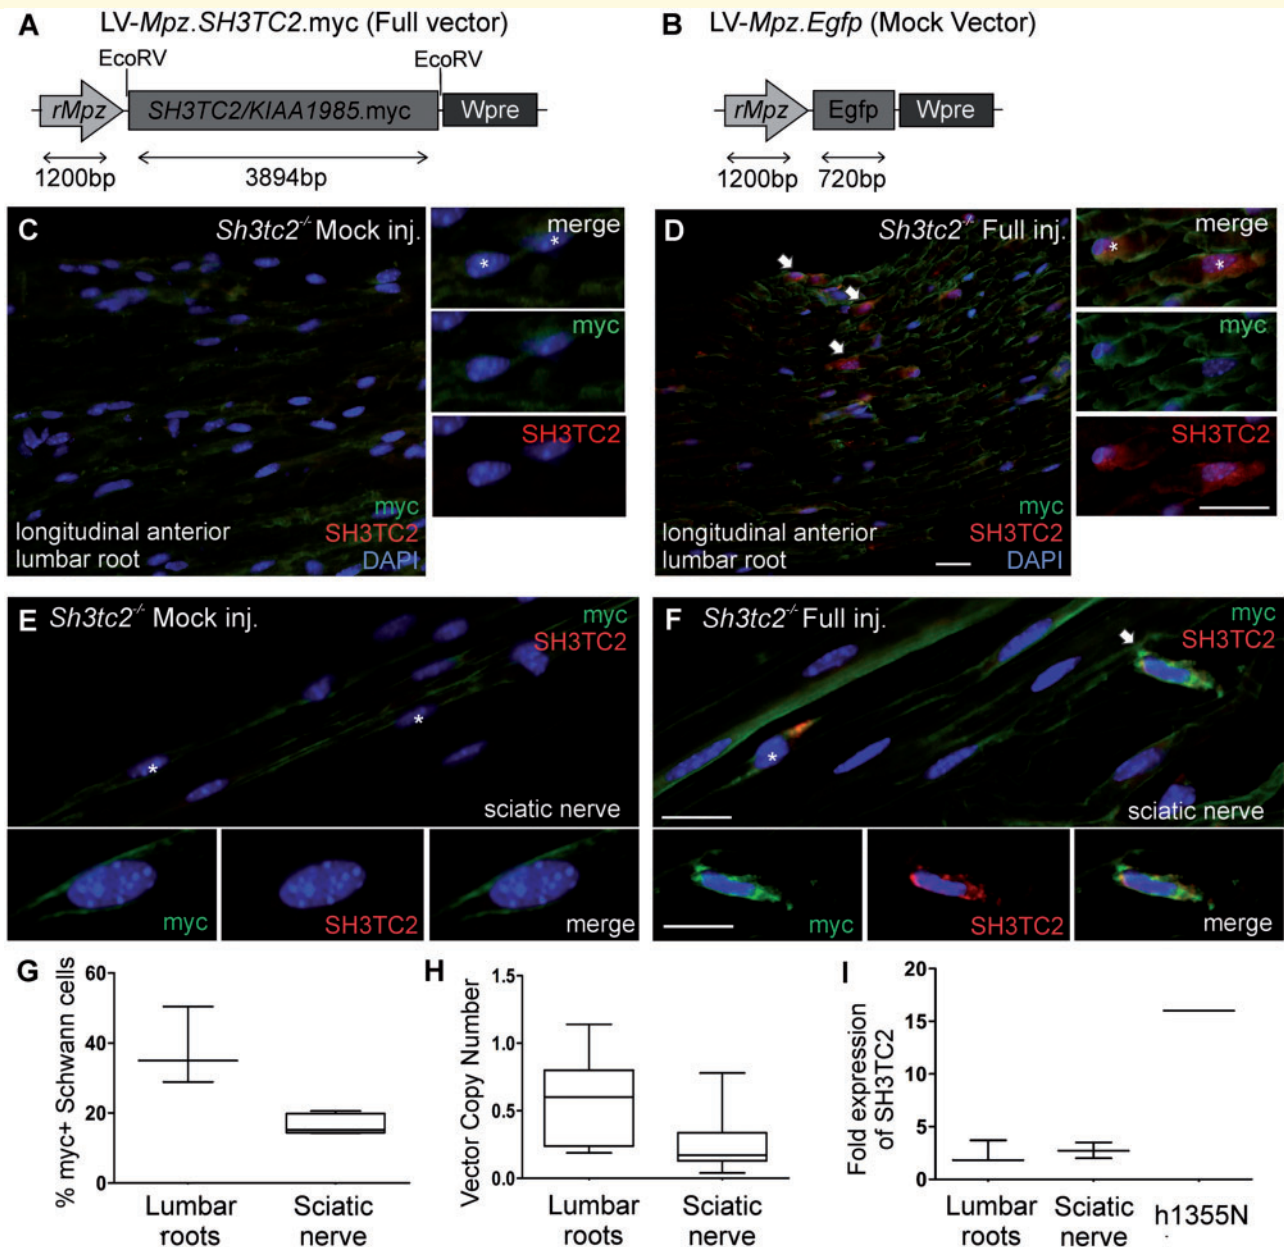 A LV-Mpz.SH3TC2.myc (Full vector)
EcoRV EcoRV
rMpz SH3TC2/KIAA1985.myc Wpre
1200bp 3894bp
B LV-Mpz.Egfp (Mock Vector)
rMpz Egfp Wpre
1200bp 720bp
C Sh3tc2-/- Mock inj.
longitudinal anterior
lumbar root
myc
SH3TC2
DAPI
merge
*
*
myc
SH3TC2
D Sh3tc2-/- Full inj.
longitudinal anterior
lumbar root
myc
SH3TC2
DAPI
merge
*
*
myc
SH3TC2
E Sh3tc2-/- Mock inj.
myc
SH3TC2
*
*
sciatic nerve
myc
SH3TC2
merge
F Sh3tc2-/- Full inj.
myc
SH3TC2
*
sciatic nerve
myc
SH3TC2
merge
G
% myc+ Schwann cells
60
40
20
0
Lumbar roots
Sciatic nerve
H
Vector Copy Number
1.5
1.0
0.5
0.0
Lumbar roots
Sciatic nerve
I
Fold expression of SH3TC2
20
15
10
5
0
Lumbar roots
Sciatic nerve
h1355N